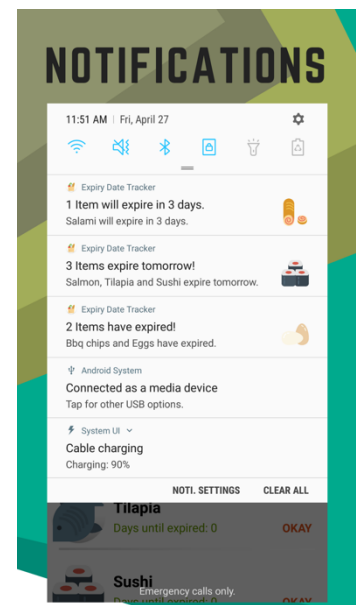 NOTIFICATIONS
11:51 AM | Fri, April 27
Expiry Date Tracker
1 Item will expire in 3 days.
Salami will expire in 3 days.
Expiry Date Tracker
3 Items expire tomorrow!
Salmon, Tilapia and Sushi expire tomorrow.
Expiry Date Tracker
2 Items have expired!
Bbq chips and Eggs have expired.
Android System
Connected as a media device
Tap for other USB options.
System UI
Cable charging
Charging: 90%
NOTI. SETTINGS CLEAR ALL
Tilapia
Days until expired: 0 OKAY
Sushi
Emergency calls only.
Days until expired: 0 OKAY